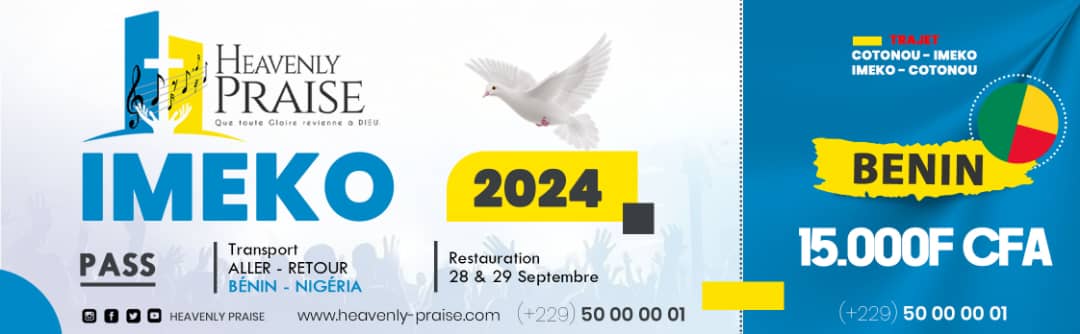 HEAVENLY
PRAISE
Que toute Gloire revienne à DIEU
IMEKO
2024
PASS
Transport
ALLER - RETOUR
BÉNIN - NIGÉRIA
Restauration
28 & 29 Septembre
HEAVENLY PRAISE
www.heavenly-praise.com
(+229) 50 00 00 01
TRAJET
COTONOU - IMEKO
IMEKO - COTONOU
BENIN
15.000F CFA
(+229) 50 00 00 01